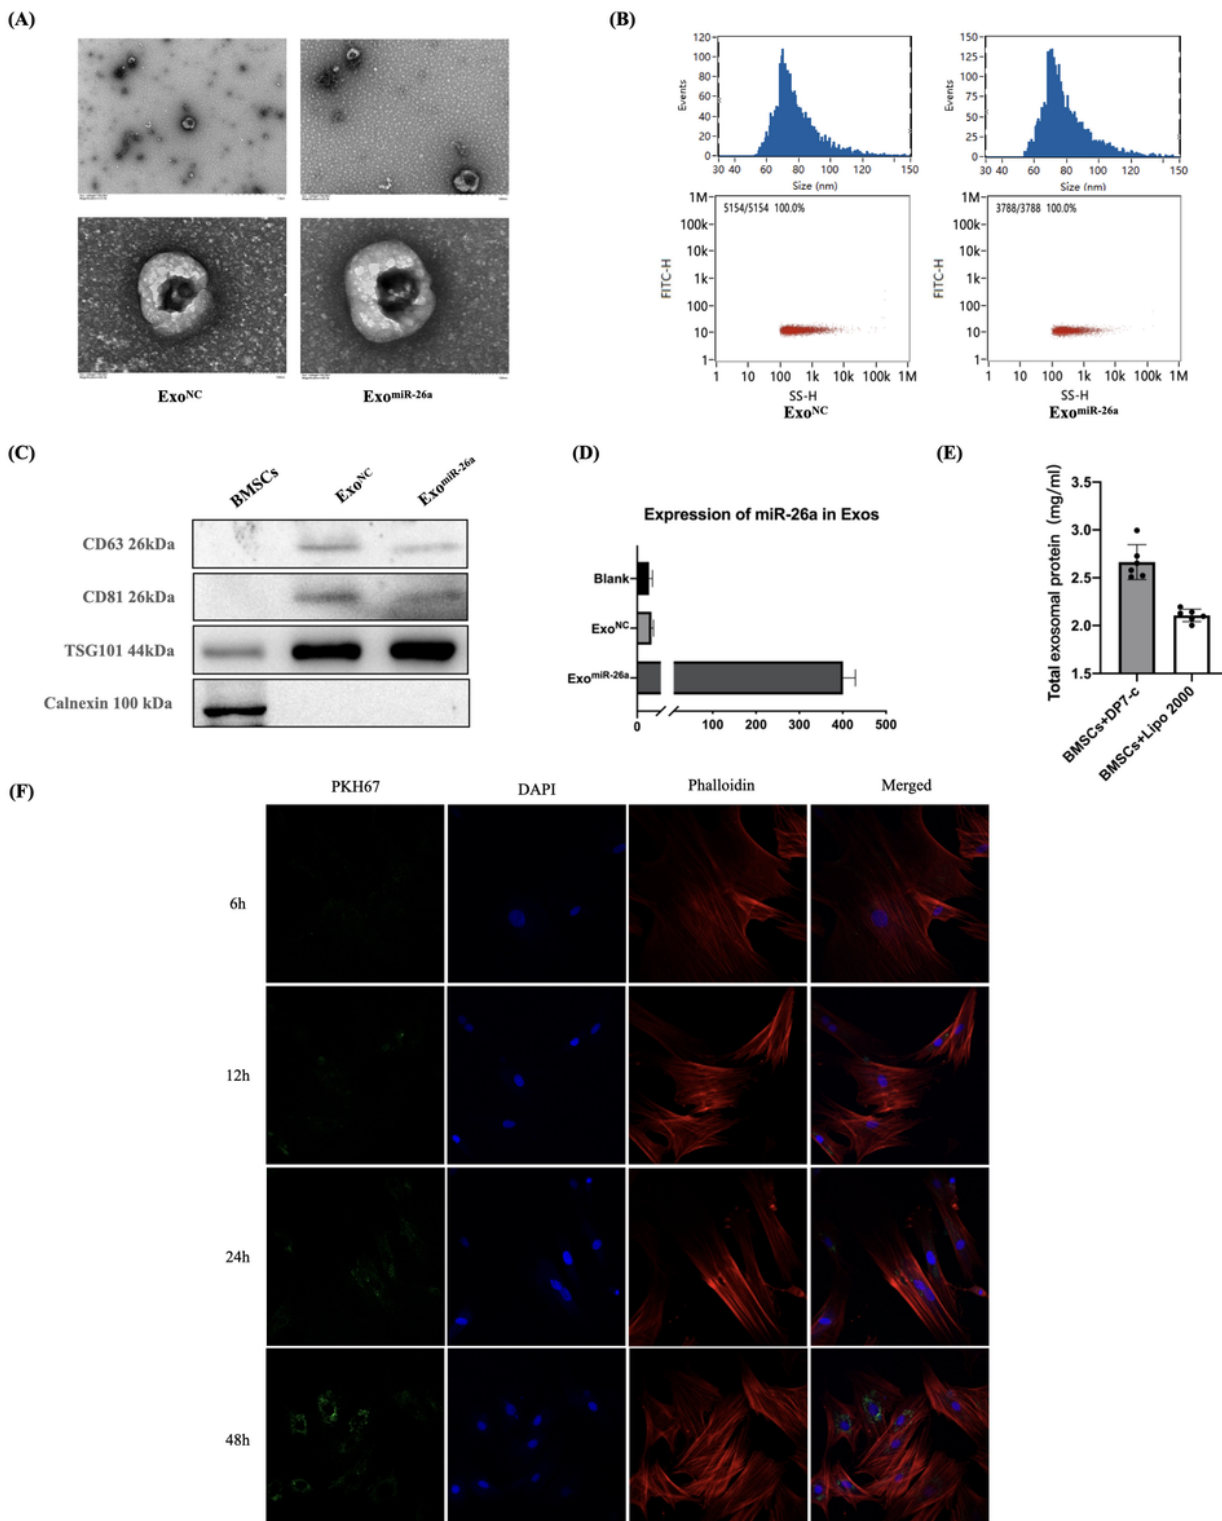 (A)
Exo^NC
Exo^miR-26a
(B)
120
100
80
60
40
20
0
Events
30 40 60 80 100 120 150
Size (nm)
150
125
100
75
50
25
0
Events
30 40 60 80 100 120 150
Size (nm)
5154/5154 100.0%
1M
100k
10k
1k
100
10
1
FITC-H
1 10 100 1k 10k 100k 1M
SS-H
Exo^NC
3788/3788 100.0%
1M
100k
10k
1k
100
10
1
FITC-H
1 10 100 1k 10k 100k 1M
SS-H
Exo^miR-26a
(C)
BMSCs
Exo^NC
Exo^miR-26a
CD63 26kDa
CD81 26kDa
TSG101 44kDa
Calnexin 100 kDa
(D)
Expression of miR-26a in Exos
Blank
Exo^NC
Exo^miR-26a
0 100 200 300 400 500
(E)
Total exosomal protein (mg/ml)
3.5
3.0
2.5
2.0
1.5
BMSCs+DP7-c
BMSCs+Lipo 2000
(F)
PKH67 DAPI Phalloidin Merged
6h
12h
24h
48h